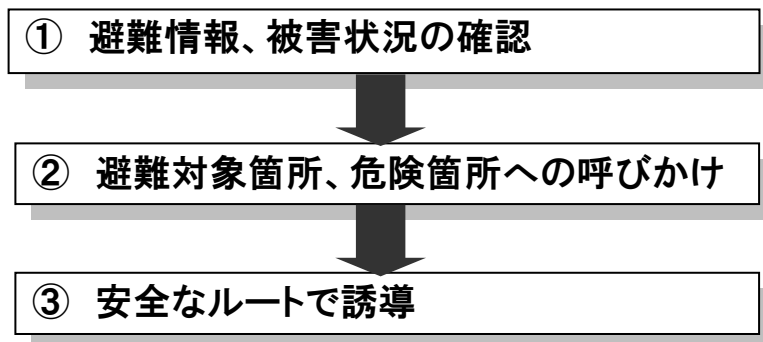 ① 避難情報、被害状況の確認
② 避難対象箇所、危険箇所への呼びかけ
③ 安全なルートで誘導